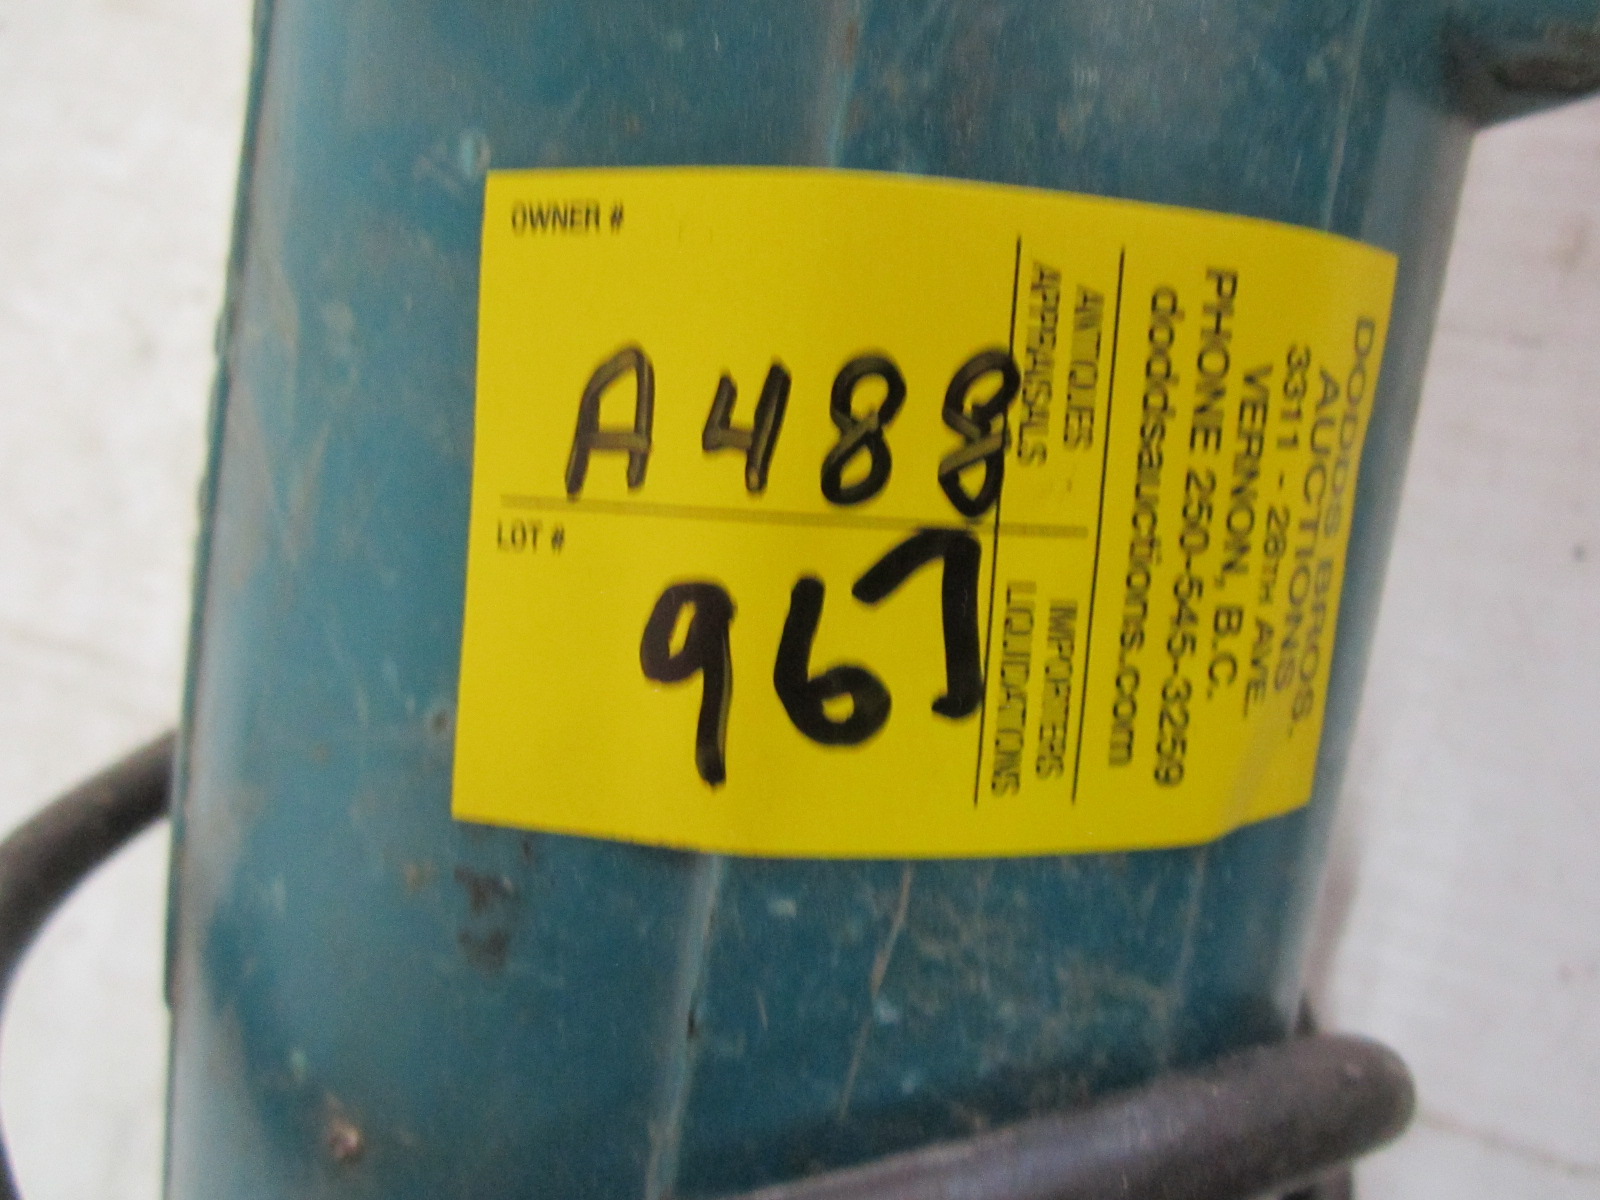 OWNER #
A488
LOT #
967
DODDS BROS.
AUCTIONS
3311 - 28TH AVE.
VERNON, B.C.
PHONE 250-545-3259
doddsauctions.com
ANTIQUES IMPORTERS
APPRAISALS LIQUIDATIONS